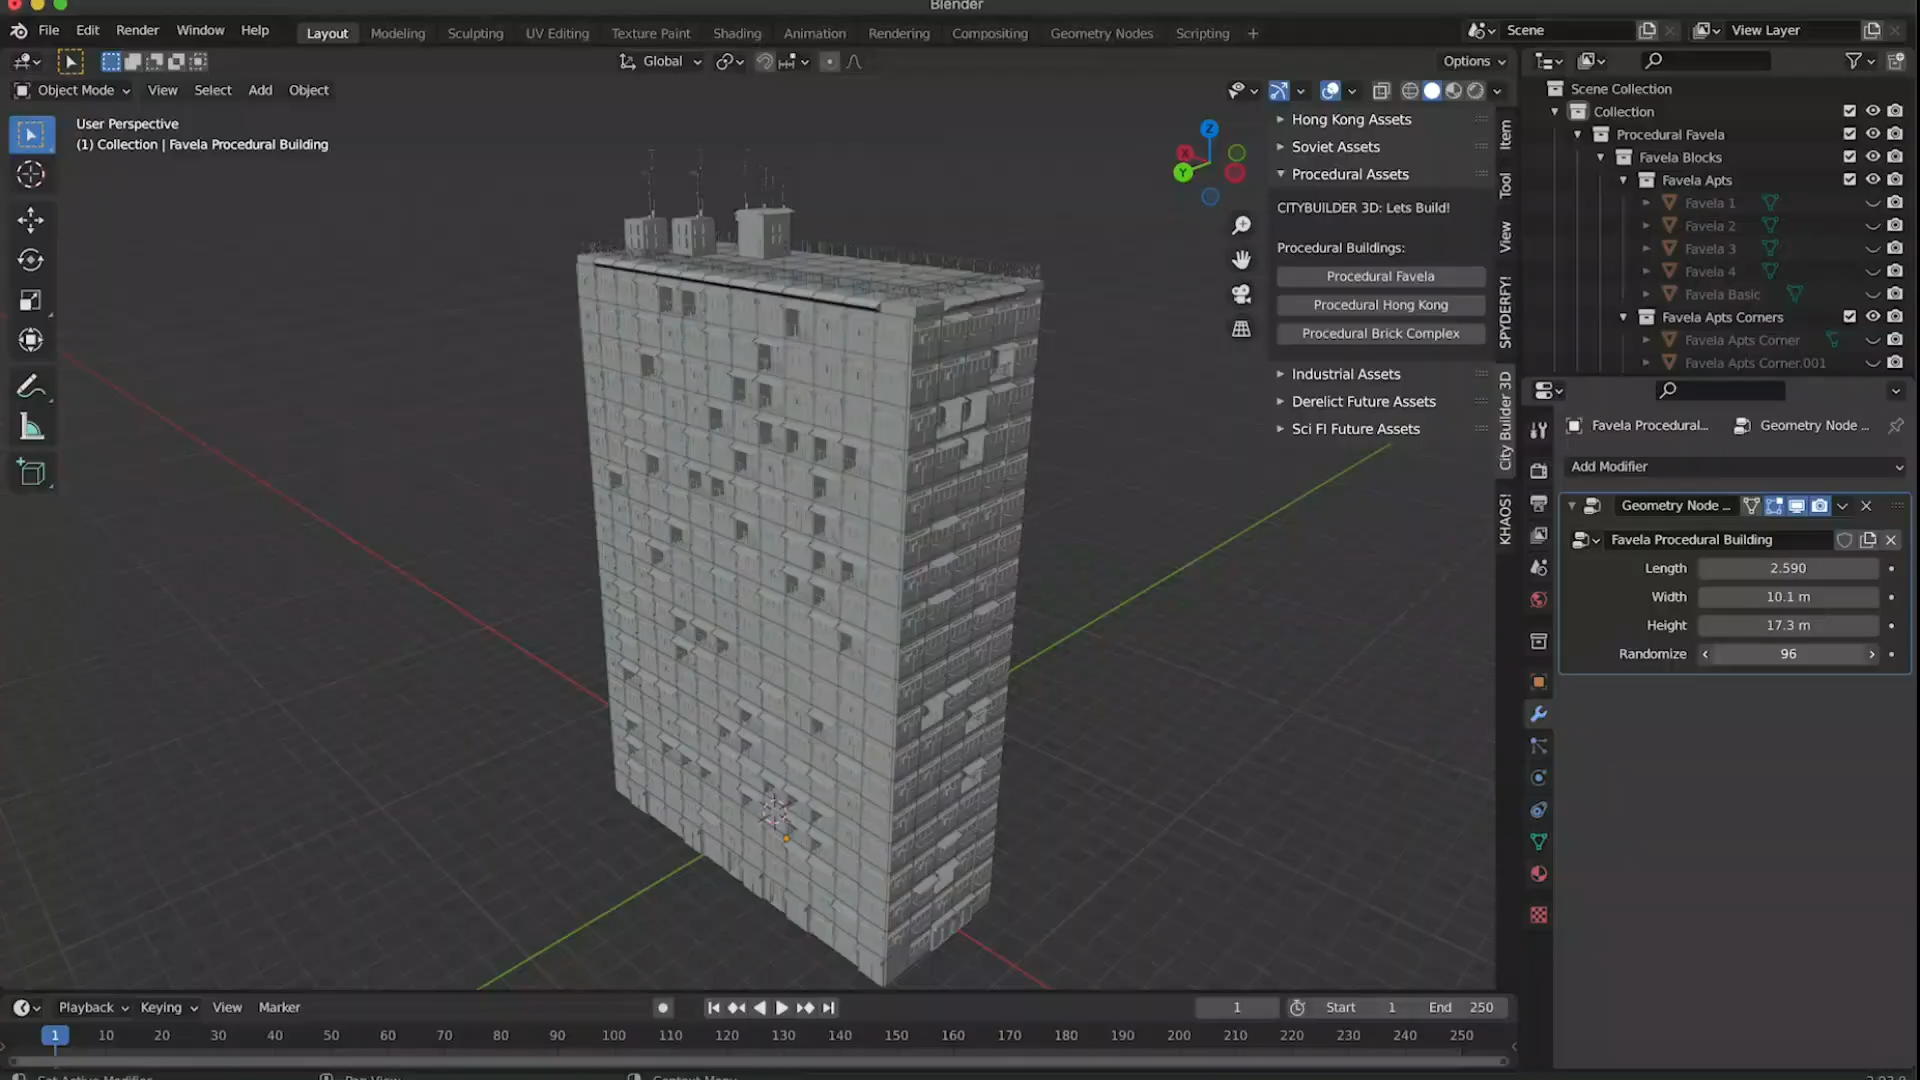 Blender
File Edit Render Window Help
Layout Modeling Sculpting UV Editing Texture Paint Shading Animation Rendering Compositing Geometry Nodes Scripting +
Scene
View Layer
Global
Options
Object Mode View Select Add Object
User Perspective
(1) Collection | Favela Procedural Building
X
Y
Z
Hong Kong Assets
Soviet Assets
Procedural Assets
CITYBUILDER 3D: Lets Build!
Procedural Buildings:
Procedural Favela
Procedural Hong Kong
Procedural Brick Complex
Industrial Assets
Derelict Future Assets
Sci FI Future Assets
Item
Tool
View
SPYDERFY!
City Builder 3D
KHAOS!
Scene Collection
Collection
Procedural Favela
Favela Blocks
Favela Apts
Favela 1
Favela 2
Favela 3
Favela 4
Favela Basic
Favela Apts Corners
Favela Apts Corner
Favela Apts Corner.001
Favela Procedural... Geometry Node ...
Add Modifier
Geometry Node ...
Favela Procedural Building
Length 2.590
Width 10.1 m
Height 17.3 m
Randomize 96
Playback Keying View Marker
1 Start 1 End 250
1 10 20 30 40 50 60 70 80 90 100 110 120 130 140 150 160 170 180 190 200 210 220 230 240 250